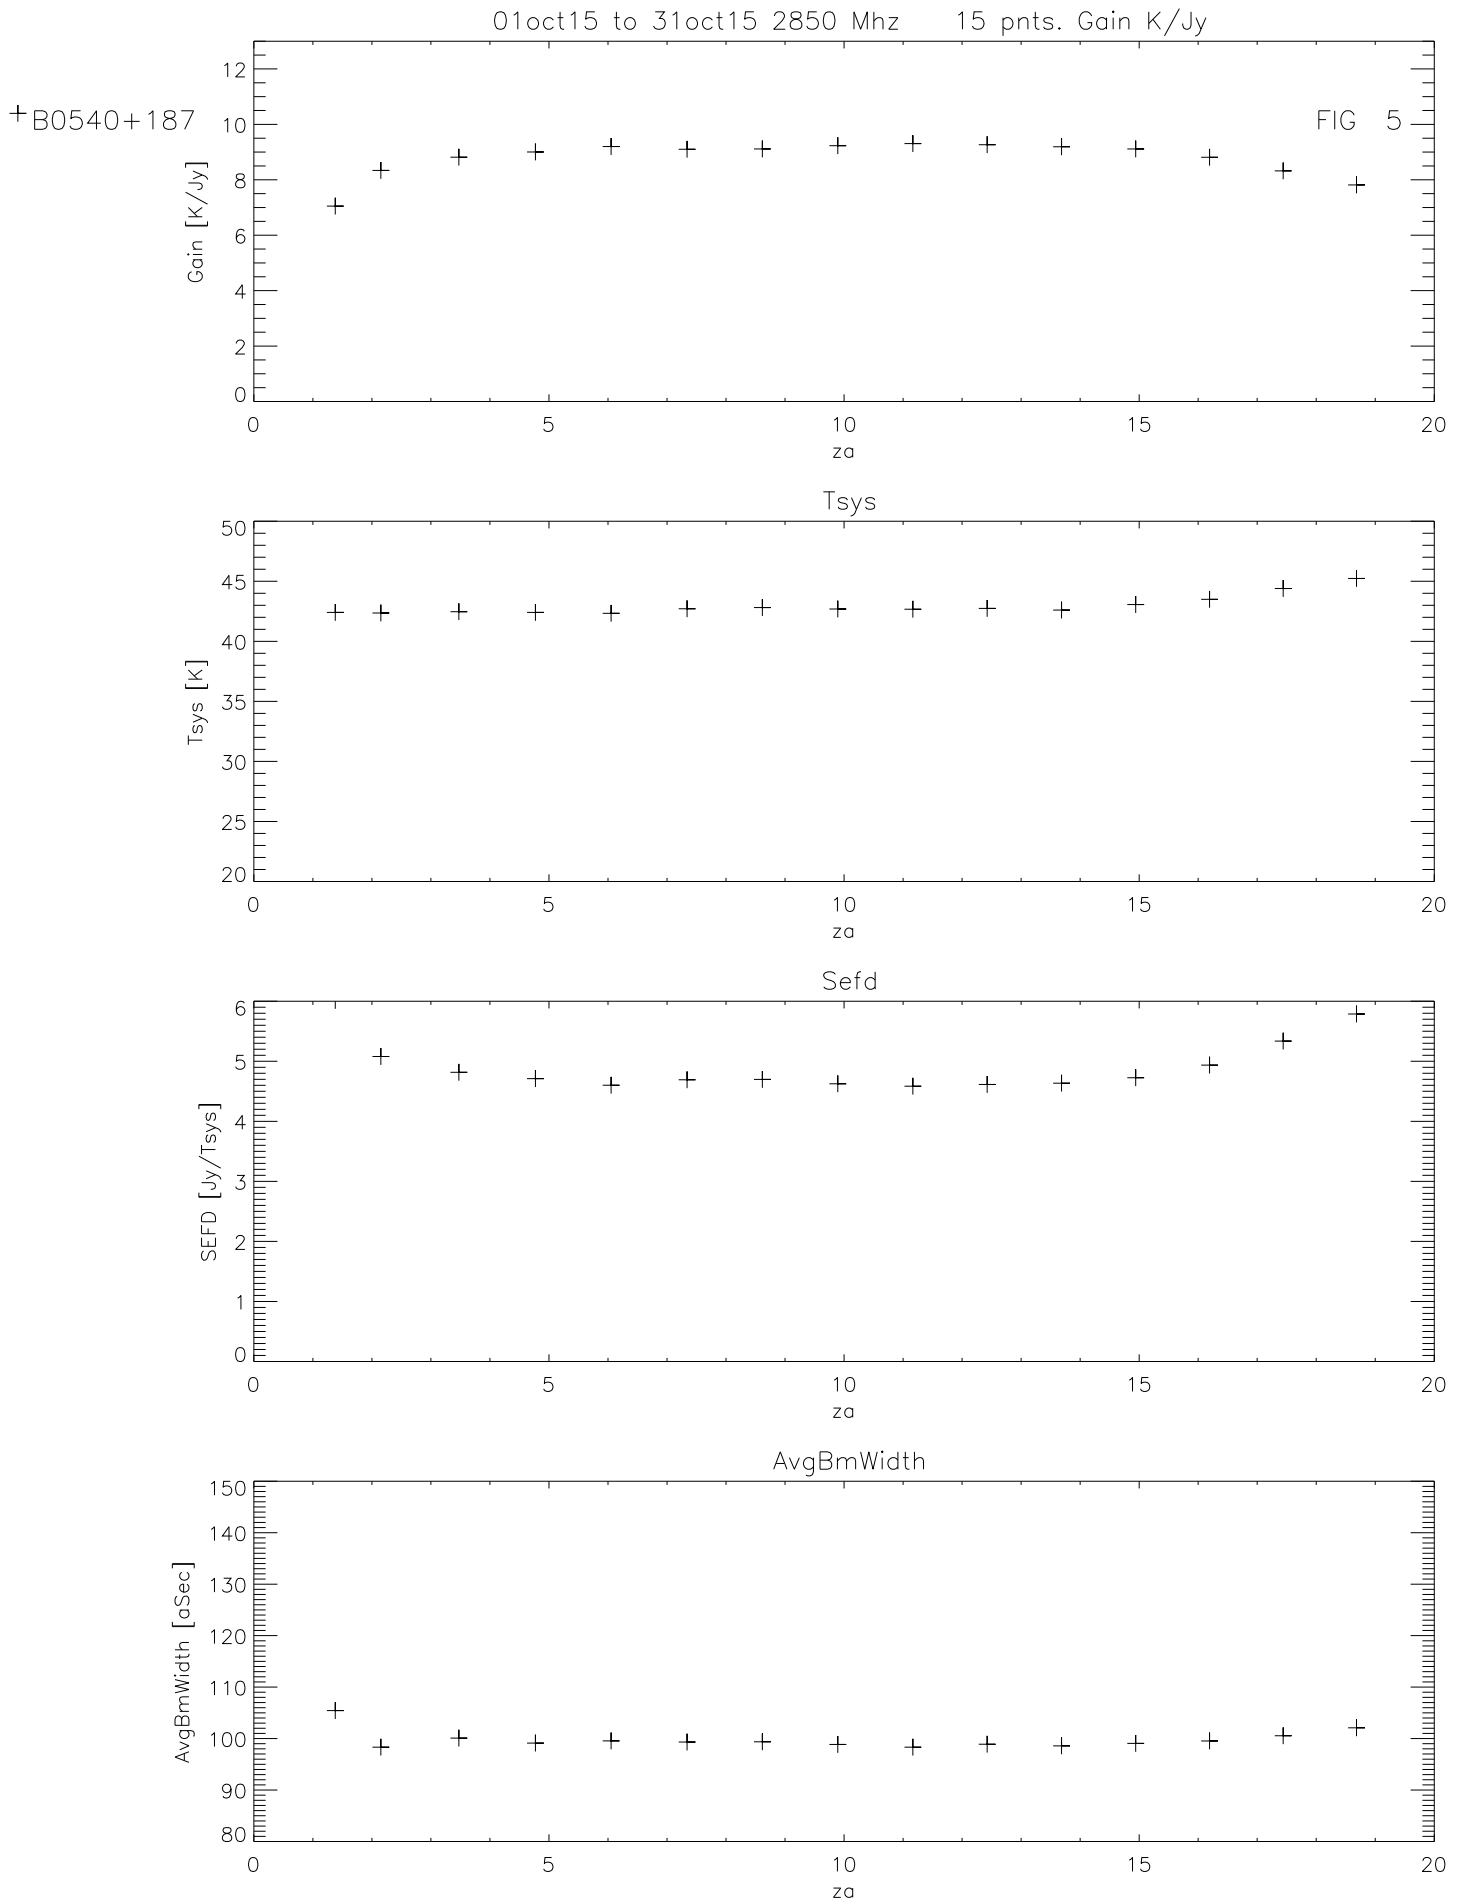 01oct15 to 31oct15 2850 Mhz 15 pnts. Gain K/Jy
+B0540+187
FIG 5
Gain [K/Jy]
12
10
8
6
4
2
0
0 5 10 15 20
za
Tsys
Tsys [K]
50
45
40
35
30
25
20
0 5 10 15 20
za
Sefd
SEFD [Jy/Tsys]
6
5
4
3
2
1
0
0 5 10 15 20
za
AvgBmWidth
AvgBmWidth [aSec]
150
140
130
120
110
100
90
80
0 5 10 15 20
za